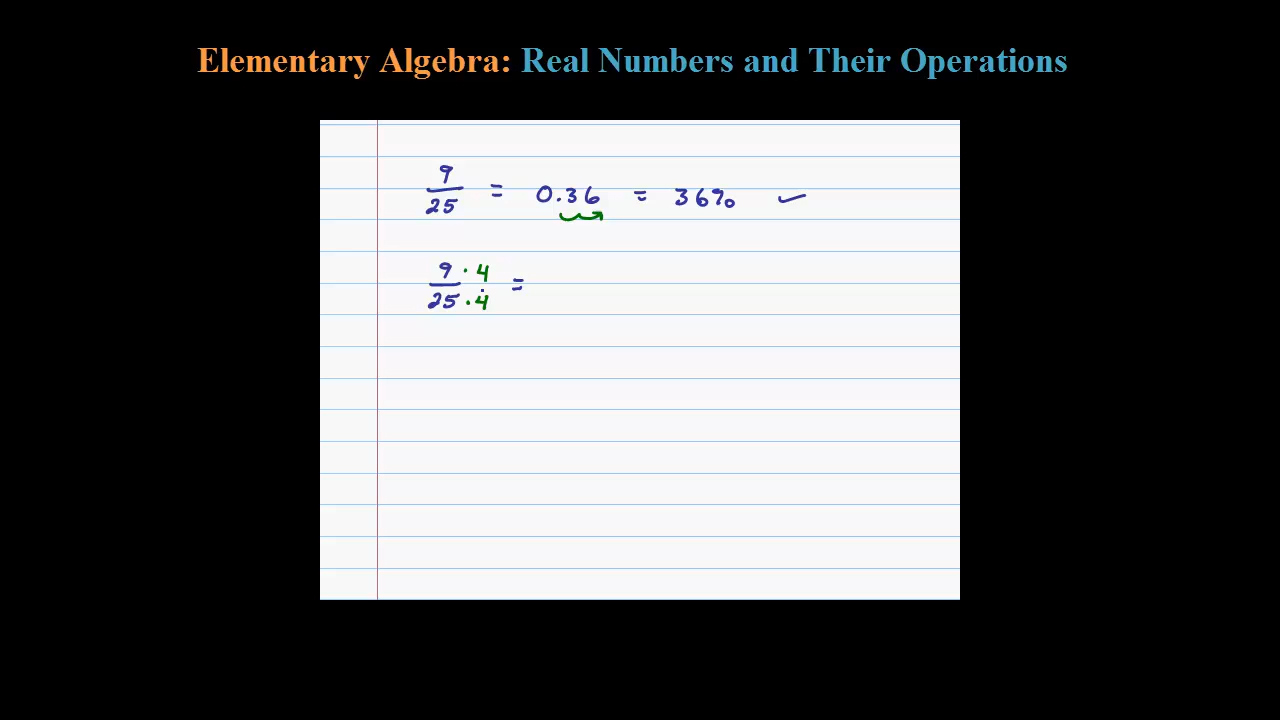 Elementary Algebra: Real Numbers and Their Operations
9/25 = 0.36 = 36% ✓
9 · 4 / 25 · 4 =